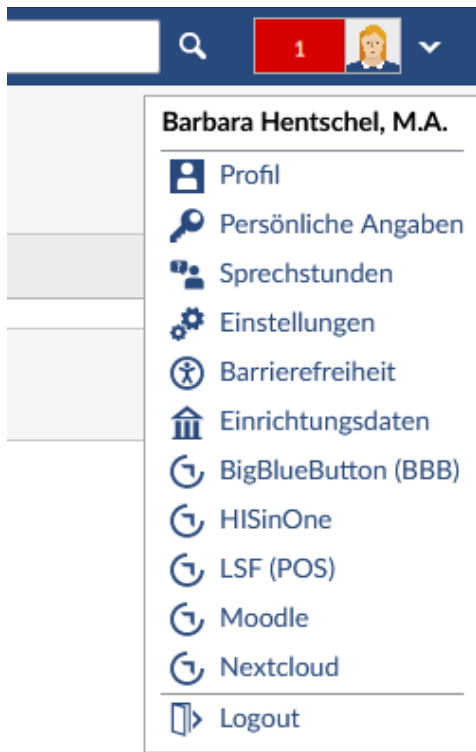 1
Barbara Hentschel, M.A.
Profil
Persönliche Angaben
Sprechstunden
Einstellungen
Barrierefreiheit
Einrichtungsdaten
BigBlueButton (BBB)
HISinOne
LSF (POS)
Moodle
Nextcloud
Logout